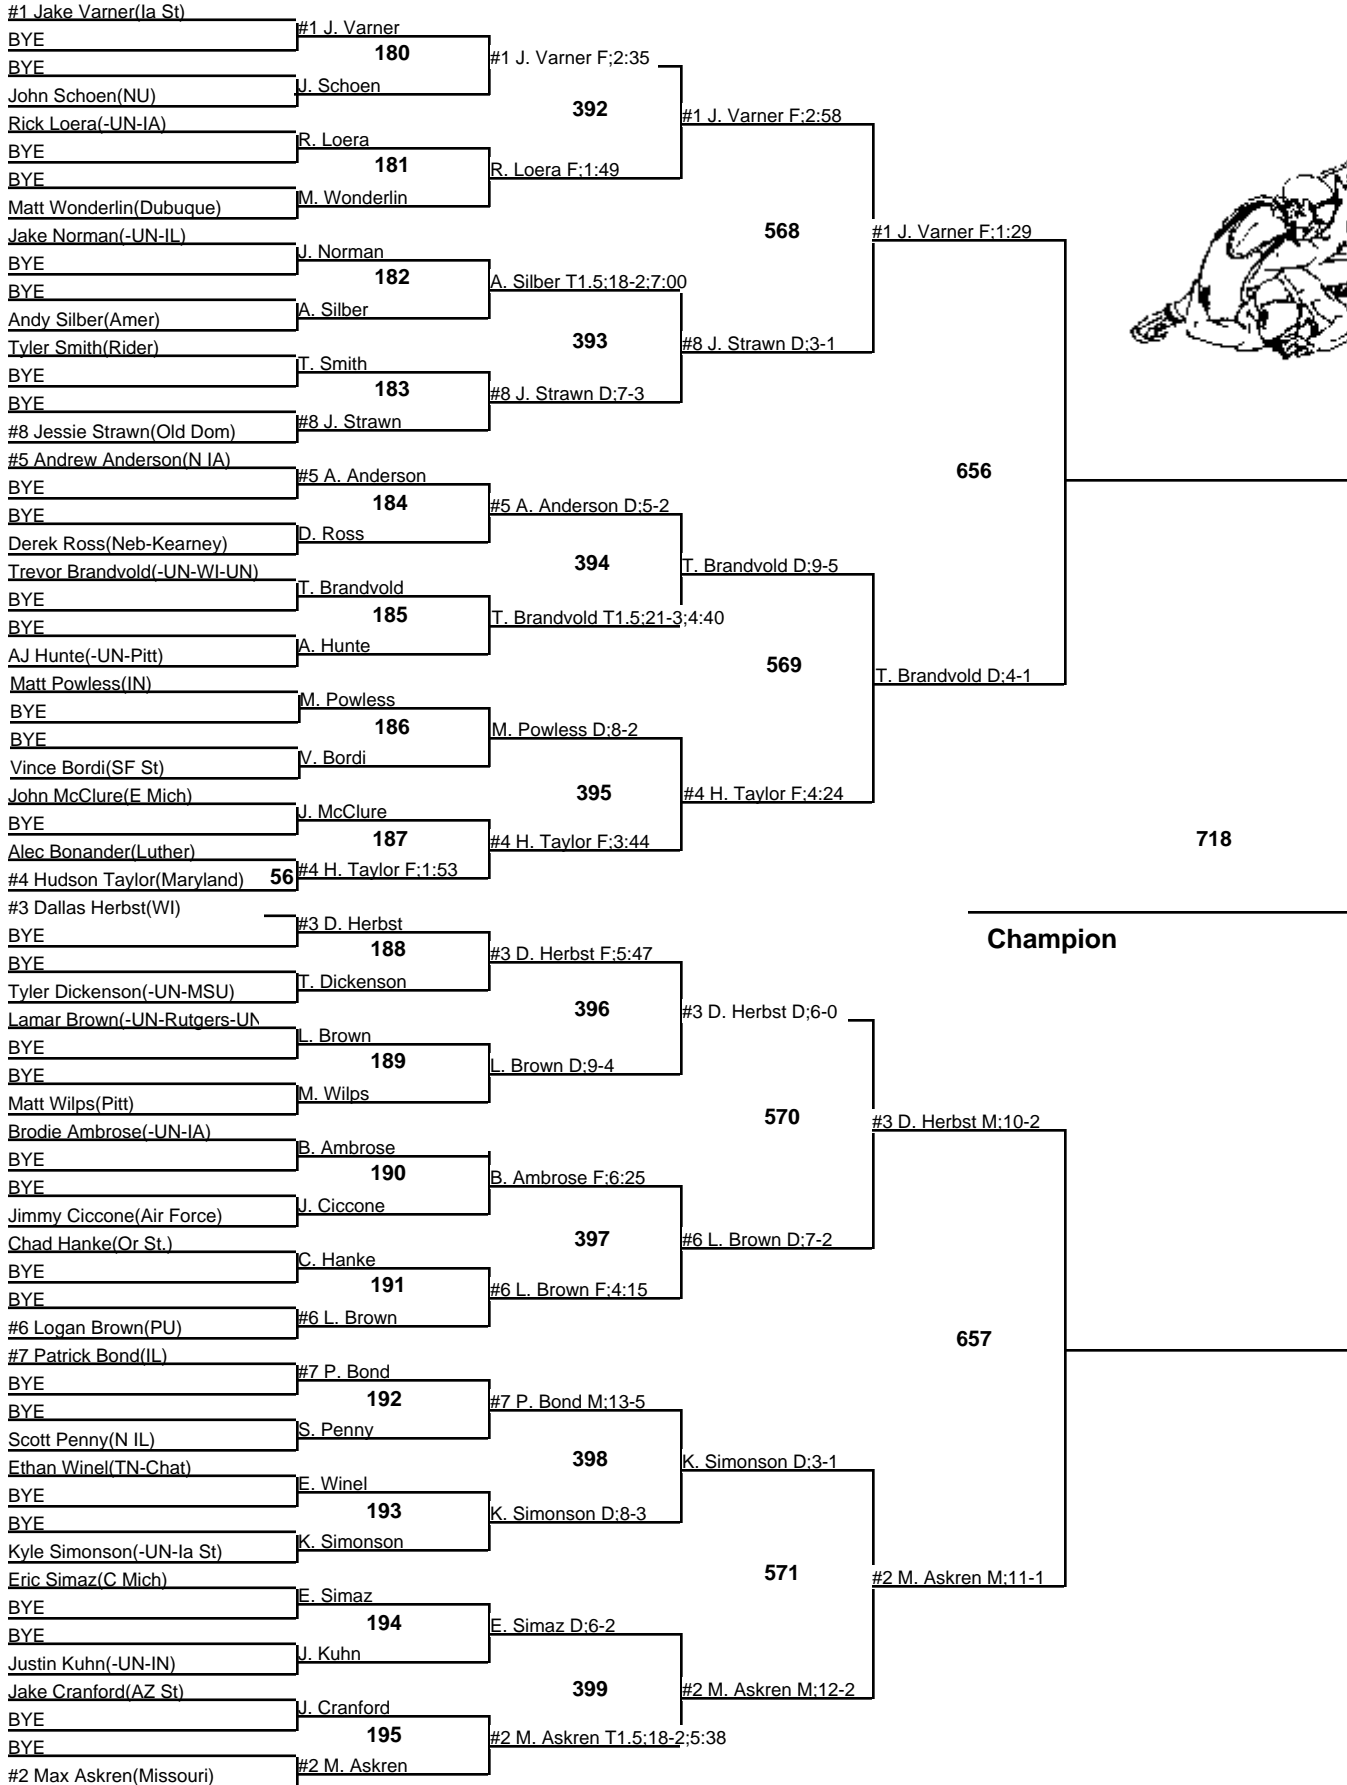 #1 Jake Varner(Ia St)
BYE
BYE
John Schoen(NU)
Rick Loera(-UN-IA)
BYE
BYE
Matt Wonderlin(Dubuque)
Jake Norman(-UN-IL)
BYE
BYE
Andy Silber(Amer)
Tyler Smith(Rider)
BYE
BYE
#8 Jessie Strawn(Old Dom)
#5 Andrew Anderson(N IA)
BYE
BYE
Derek Ross(Neb-Kearney)
Trevor Brandvold(-UN-WI-UN)
BYE
BYE
AJ Hunte(-UN-Pitt)
Matt Powless(IN)
BYE
BYE
Vince Bordi(SF St)
John McClure(E Mich)
BYE
Alec Bonander(Luther)
#4 Hudson Taylor(Maryland)
56
#3 Dallas Herbst(WI)
BYE
BYE
Tyler Dickenson(-UN-MSU)
Lamar Brown(-UN-Rutgers-UN
BYE
BYE
Matt Wilps(Pitt)
Brodie Ambrose(-UN-IA)
BYE
BYE
Jimmy Ciccone(Air Force)
Chad Hanke(Or St.)
BYE
BYE
#6 Logan Brown(PU)
#7 Patrick Bond(IL)
BYE
BYE
Scott Penny(N IL)
Ethan Winel(TN-Chat)
BYE
BYE
Kyle Simonson(-UN-Ia St)
Eric Simaz(C Mich)
BYE
BYE
Justin Kuhn(-UN-IN)
Jake Cranford(AZ St)
BYE
BYE
#2 Max Askren(Missouri)
#1 J. Varner
180
J. Schoen
R. Loera
181
M. Wonderlin
J. Norman
182
A. Silber
T. Smith
183
#8 J. Strawn
#5 A. Anderson
184
D. Ross
T. Brandvold
185
A. Hunte
M. Powless
186
V. Bordi
J. McClure
187
#4 H. Taylor F;1:53
#3 D. Herbst
188
T. Dickenson
L. Brown
189
M. Wilps
B. Ambrose
190
J. Ciccone
C. Hanke
191
#6 L. Brown
#7 P. Bond
192
S. Penny
E. Winel
193
K. Simonson
E. Simaz
194
J. Kuhn
J. Cranford
195
#2 M. Askren
#1 J. Varner F;2:35
392
R. Loera F;1:49
A. Silber T1.5;18-2;7:00
393
#8 J. Strawn D;7-3
#5 A. Anderson D;5-2
394
T. Brandvold T1.5;21-3;4:40
M. Powless D;8-2
395
#4 H. Taylor F;3:44
#3 D. Herbst F;5:47
396
L. Brown D;9-4
B. Ambrose F;6:25
397
#6 L. Brown F;4:15
#7 P. Bond M;13-5
398
K. Simonson D;8-3
E. Simaz D;6-2
399
#2 M. Askren T1.5;18-2;5:38
#1 J. Varner F;2:58
568
#8 J. Strawn D;3-1
T. Brandvold D;9-5
569
#4 H. Taylor F;4:24
#3 D. Herbst D;6-0
570
#6 L. Brown D;7-2
K. Simonson D;3-1
571
#2 M. Askren M;12-2
#1 J. Varner F;1:29
656
T. Brandvold D;4-1
#3 D. Herbst M;10-2
657
#2 M. Askren M;11-1
718
Champion